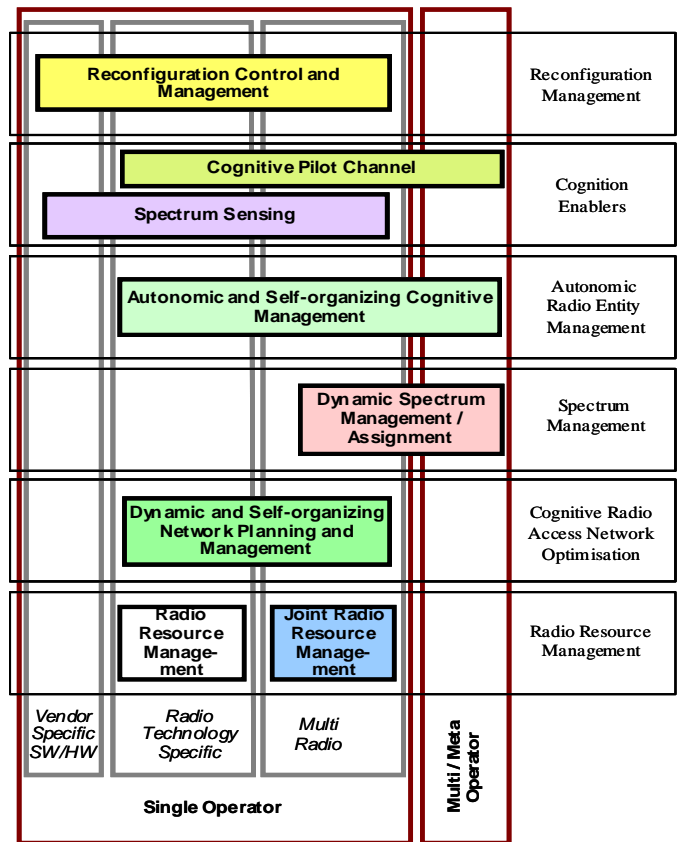 Reconfiguration Control and
Management
Reconfiguration
Management
Cognitive Pilot Channel
Spectrum Sensing
Cognition
Enablers
Autonomic and Self-organizing Cognitive
Management
Autonomic
Radio Entity
Management
Dynamic Spectrum
Management /
Assignment
Spectrum
Management
Dynamic and Self-organizing
Network Planning and
Management
Cognitive Radio
Access Network
Optimisation
Radio
Resource
Manage-
ment
Joint Radio
Resource
Manage-
ment
Radio Resource
Management
Vendor
Specific
SW/HW
Radio
Technology
Specific
Multi
Radio
Multi / Meta
Operator
Single Operator